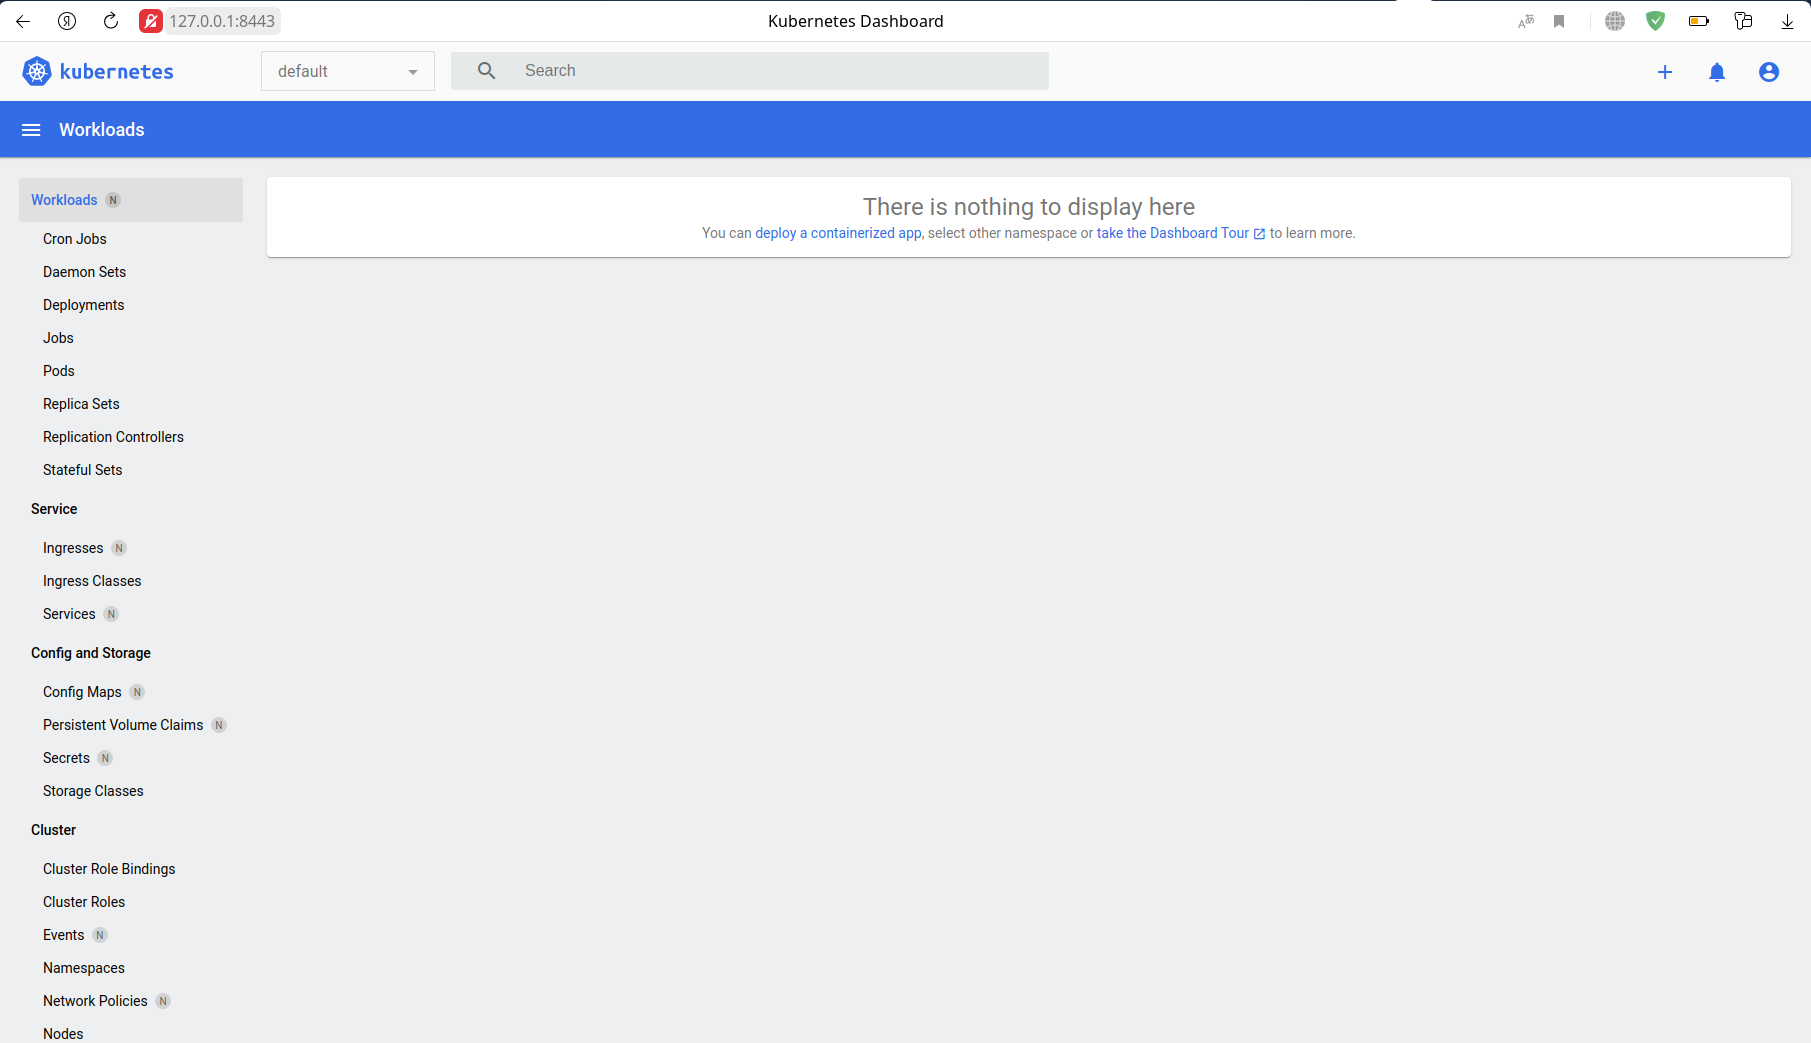 127.0.0.1:8443 Kubernetes Dashboard
kubernetes default Search
Workloads
Workloads N
There is nothing to display here
You can deploy a containerized app, select other namespace or take the Dashboard Tour to learn more.
Cron Jobs
Daemon Sets
Deployments
Jobs
Pods
Replica Sets
Replication Controllers
Stateful Sets
Service
Ingresses N
Ingress Classes
Services N
Config and Storage
Config Maps N
Persistent Volume Claims N
Secrets N
Storage Classes
Cluster
Cluster Role Bindings
Cluster Roles
Events N
Namespaces
Network Policies N
Nodes